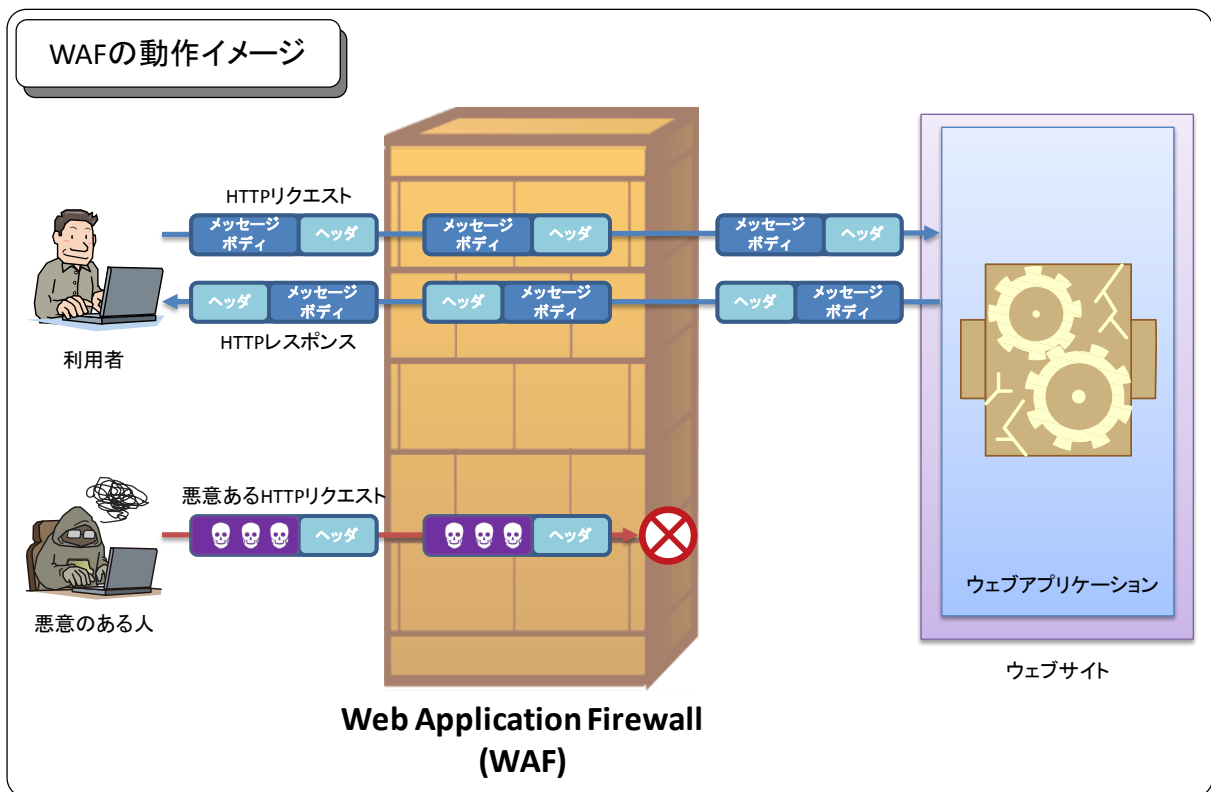 WAFの動作イメージ
HTTPリクエスト
メッセージ
ボディ
ヘッダ
メッセージ
ボディ
ヘッダ
メッセージ
ボディ
ヘッダ
ヘッダ
メッセージ
ボディ
ヘッダ
メッセージ
ボディ
ヘッダ
メッセージ
ボディ
HTTPレスポンス
利用者
悪意あるHTTPリクエスト
ヘッダ
ヘッダ
悪意のある人
ウェブアプリケーション
ウェブサイト
Web Application Firewall
(WAF)